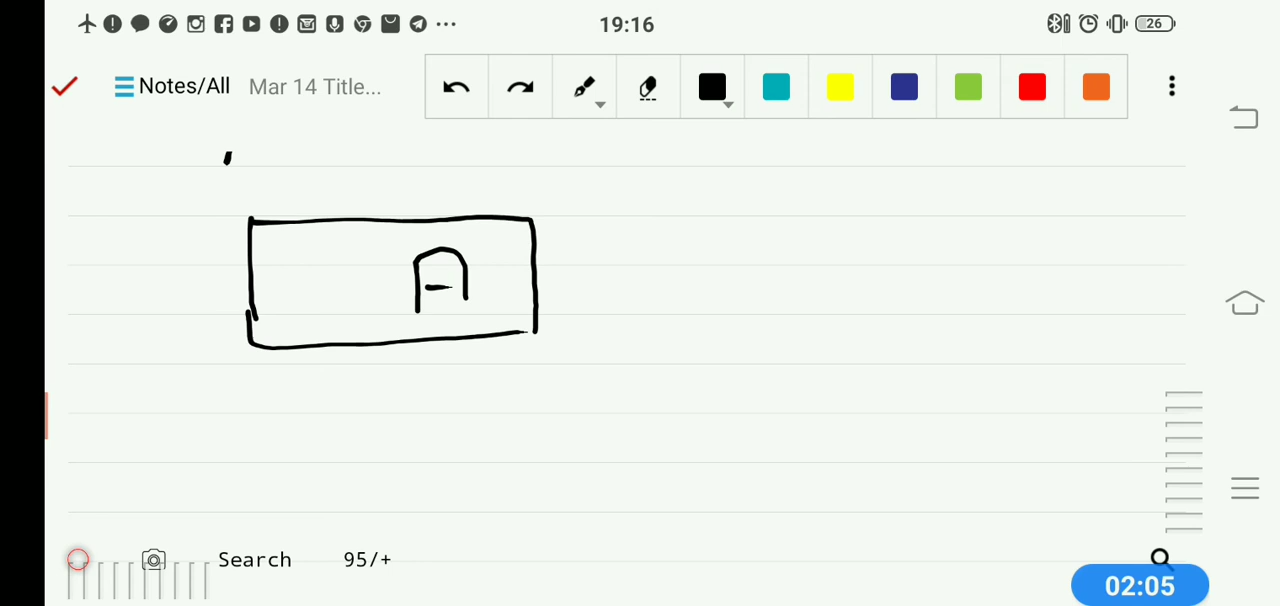 19:16
26
Notes/All Mar 14 Title...
,
A
Search 95/+
02:05